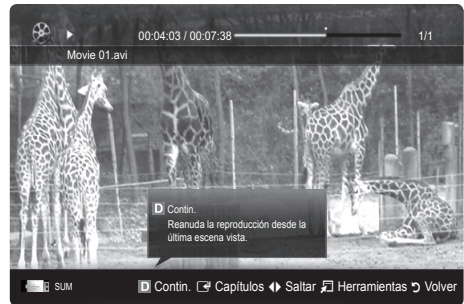 00:04:03 / 00:07:38 1/1
Movie 01.avi
D Contin.
Reanuda la reproducción desde la
última escena vista.
SUM D Contin. Capítulos Saltar Herramientas Volver